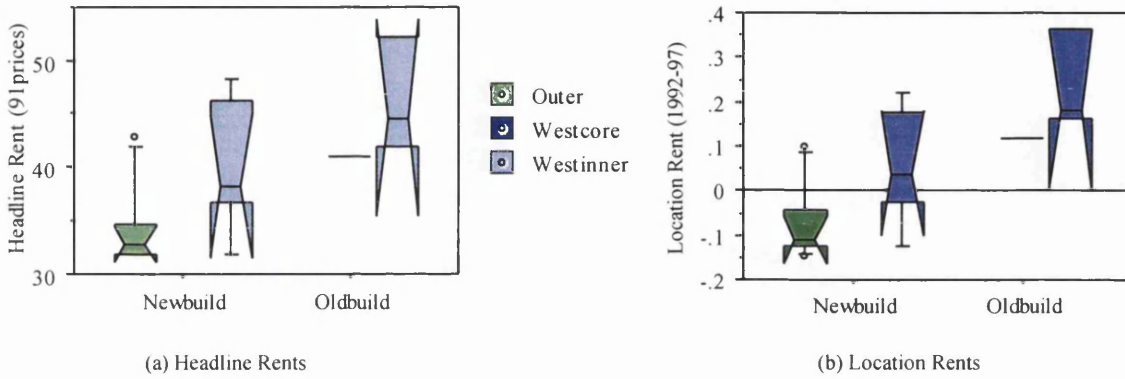 Headline Rent (91prices)
50
40
30
Newbuild
Oldbuild
(a) Headline Rents
Outer
Westcore
Westinner
Location Rent (1992-97)
.4
.3
.2
.1
0
-.1
-.2
Newbuild
Oldbuild
(b) Location Rents